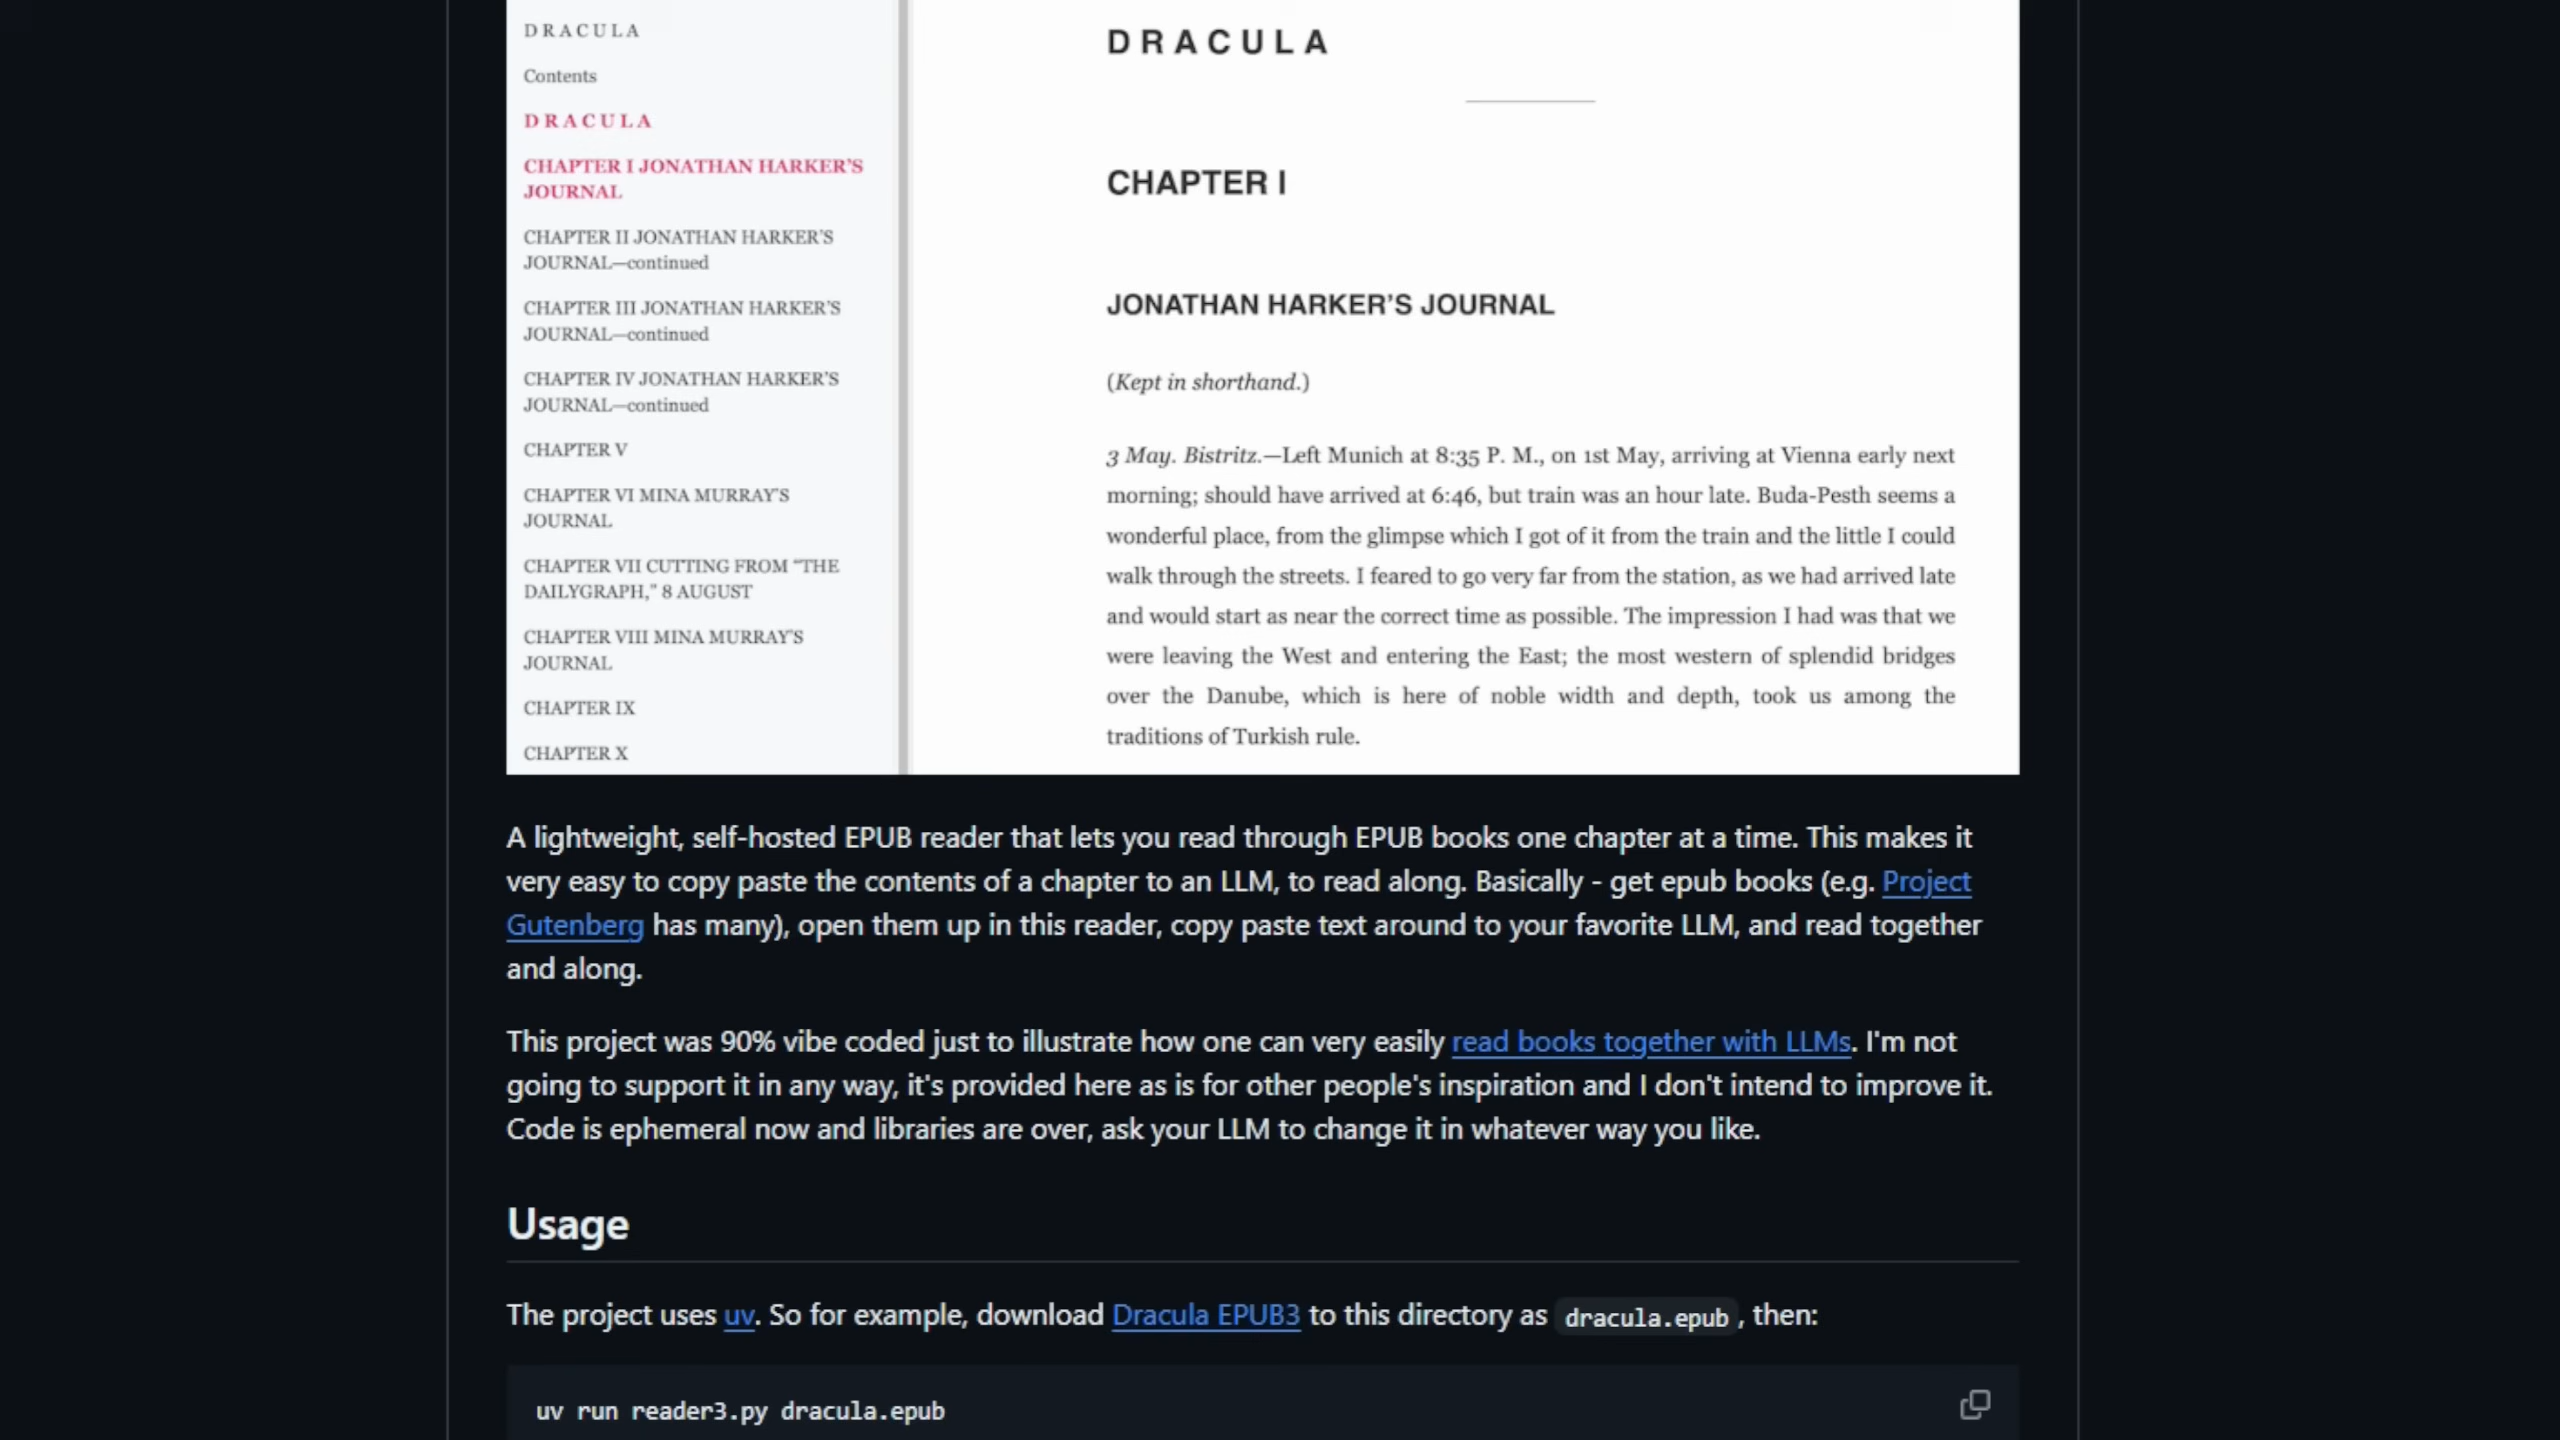 D R A C U L A
Contents
D R A C U L A
CHAPTER I JONATHAN HARKER’S
JOURNAL
CHAPTER II JONATHAN HARKER’S
JOURNAL—continued
CHAPTER III JONATHAN HARKER’S
JOURNAL—continued
CHAPTER IV JONATHAN HARKER’S
JOURNAL—continued
CHAPTER V
CHAPTER VI MINA MURRAY’S
JOURNAL
CHAPTER VII CUTTING FROM “THE
DAILYGRAPH,” 8 AUGUST
CHAPTER VIII MINA MURRAY’S
JOURNAL
CHAPTER IX
CHAPTER X
D R A C U L A
CHAPTER I
JONATHAN HARKER’S JOURNAL
(Kept in shorthand.)
3 May. Bistritz.—Left Munich at 8:35 P. M., on 1st May, arriving at Vienna early next
morning; should have arrived at 6:46, but train was an hour late. Buda-Pesth seems a
wonderful place, from the glimpse which I got of it from the train and the little I could
walk through the streets. I feared to go very far from the station, as we had arrived late
and would start as near the correct time as possible. The impression I had was that we
were leaving the West and entering the East; the most western of splendid bridges
over the Danube, which is here of noble width and depth, took us among the
traditions of Turkish rule.
A lightweight, self-hosted EPUB reader that lets you read through EPUB books one chapter at a time. This makes it
very easy to copy paste the contents of a chapter to an LLM, to read along. Basically - get epub books (e.g. Project
Gutenberg has many), open them up in this reader, copy paste text around to your favorite LLM, and read together
and along.
This project was 90% vibe coded just to illustrate how one can very easily read books together with LLMs. I'm not
going to support it in any way, it's provided here as is for other people's inspiration and I don't intend to improve it.
Code is ephemeral now and libraries are over, ask your LLM to change it in whatever way you like.
Usage
The project uses uv. So for example, download Dracula EPUB3 to this directory as dracula.epub, then:
uv run reader3.py dracula.epub